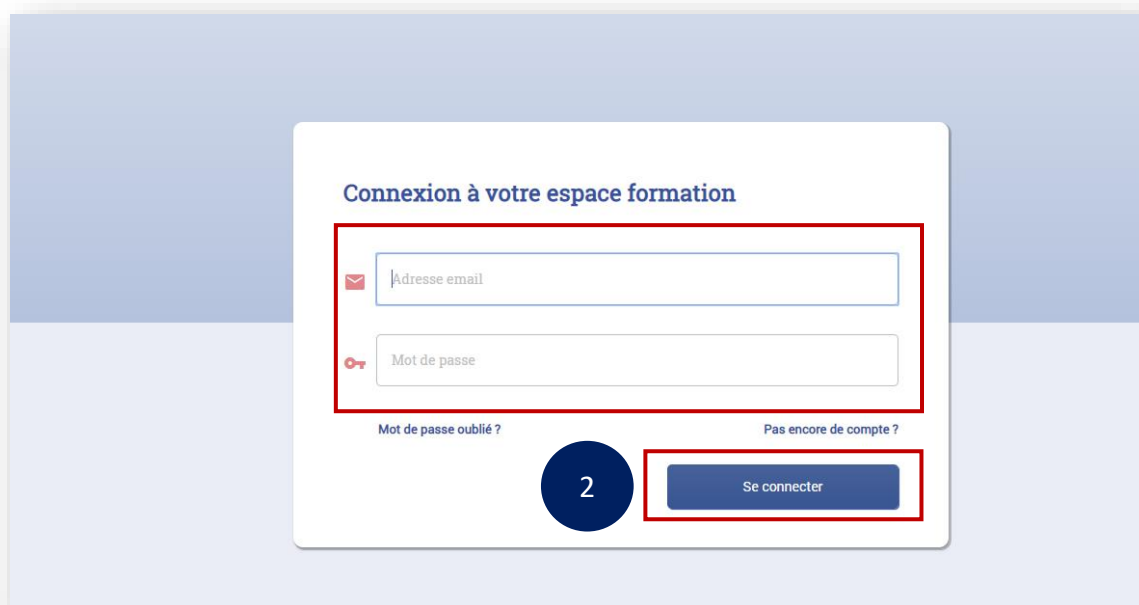 Connexion à votre espace formation
Adresse email
Mot de passe
Mot de passe oublié ?
Pas encore de compte ?
2
Se connecter